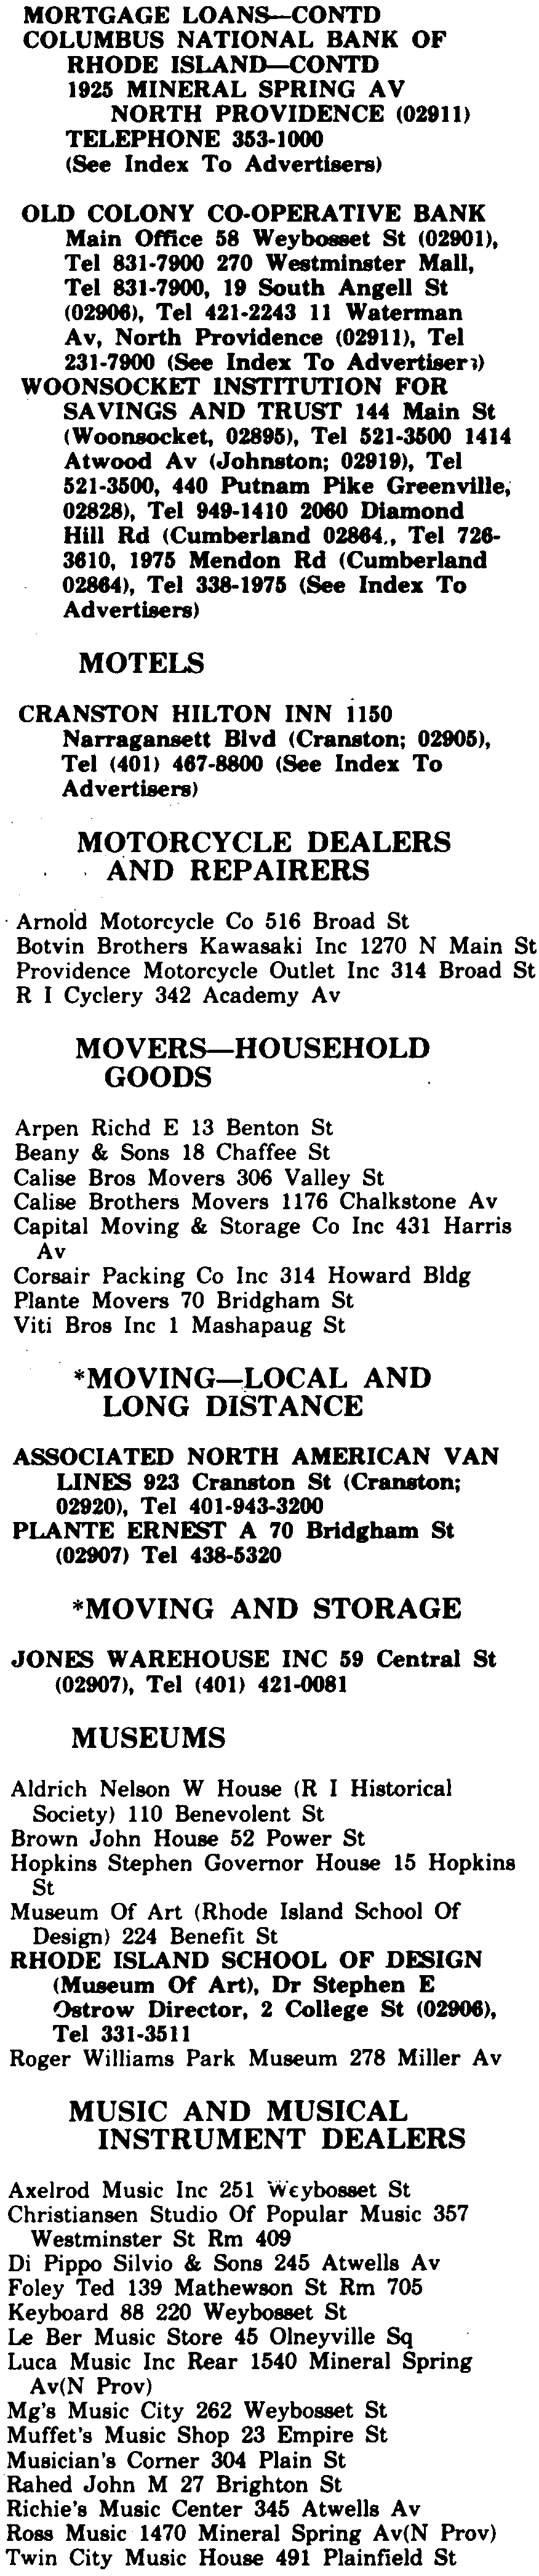 MORTGAGE LOANS—CONTD
COLUMBUS NATIONAL BANK OF
RHODE ISLAND—CONTD
1925 MINERAL SPRING AV
NORTH PROVIDENCE (02911)
TELEPHONE 353-1000
(See Index To Advertisers)
OLD COLONY CO-OPERATIVE BANK
Main Office 58 Weybosset St (02901),
Tel 831-7900 270 Westminster Mall,
Tel 831-7900, 19 South Angell St
(02906), Tel 421-2243 11 Waterman
Av, North Providence (02911), Tel
231-7900 (See Index To Advertisers)
WOONSOCKET INSTITUTION FOR
SAVINGS AND TRUST 144 Main St
(Woonsocket, 02895), Tel 521-3500 1414
Atwood Av (Johnston; 02919), Tel
521-3500, 440 Putnam Pike Greenville,
02828), Tel 949-1410 2060 Diamond
Hill Rd (Cumberland 02864,, Tel 726-
3610, 1975 Mendon Rd (Cumberland
02864), Tel 338-1975 (See Index To
Advertisers)
MOTELS
CRANSTON HILTON INN 1150
Narragansett Blvd (Cranston; 02905),
Tel (401) 467-8800 (See Index To
Advertisers)
MOTORCYCLE DEALERS
AND REPAIRERS
Arnold Motorcycle Co 516 Broad St
Botvin Brothers Kawasaki Inc 1270 N Main St
Providence Motorcycle Outlet Inc 314 Broad St
R I Cyclery 342 Academy Av
MOVERS—HOUSEHOLD
GOODS
Arpen Richd E 13 Benton St
Beany & Sons 18 Chaffee St
Calise Bros Movers 306 Valley St
Calise Brothers Movers 1176 Chalkstone Av
Capital Moving & Storage Co Inc 431 Harris
Av
Corsair Packing Co Inc 314 Howard Bldg
Plante Movers 70 Bridgham St
Viti Bros Inc 1 Mashapaug St
*MOVING—LOCAL AND
LONG DISTANCE
ASSOCIATED NORTH AMERICAN VAN
LINES 923 Cranston St (Cranston;
02920), Tel 401-943-3200
PLANTE ERNEST A 70 Bridgham St
(02907) Tel 438-5320
*MOVING AND STORAGE
JONES WAREHOUSE INC 59 Central St
(02907), Tel (401) 421-0081
MUSEUMS
Aldrich Nelson W House (R I Historical
Society) 110 Benevolent St
Brown John House 52 Power St
Hopkins Stephen Governor House 15 Hopkins
St
Museum Of Art (Rhode Island School Of
Design) 224 Benefit St
RHODE ISLAND SCHOOL OF DESIGN
(Museum Of Art), Dr Stephen E
Ostrow Director, 2 College St (02906),
Tel 331-3511
Roger Williams Park Museum 278 Miller Av
MUSIC AND MUSICAL
INSTRUMENT DEALERS
Axelrod Music Inc 251 Weybosset St
Christiansen Studio Of Popular Music 357
Westminster St Rm 409
Di Pippo Silvio & Sons 245 Atwells Av
Foley Ted 139 Mathewson St Rm 705
Keyboard 88 220 Weybosset St
Le Ber Music Store 45 Olneyville Sq
Luca Music Inc Rear 1540 Mineral Spring
Av(N Prov)
Mg's Music City 262 Weybosset St
Muffet's Music Shop 23 Empire St
Musician's Corner 304 Plain St
Rahed John M 27 Brighton St
Richie's Music Center 345 Atwells Av
Ross Music 1470 Mineral Spring Av(N Prov)
Twin City Music House 491 Plainfield St